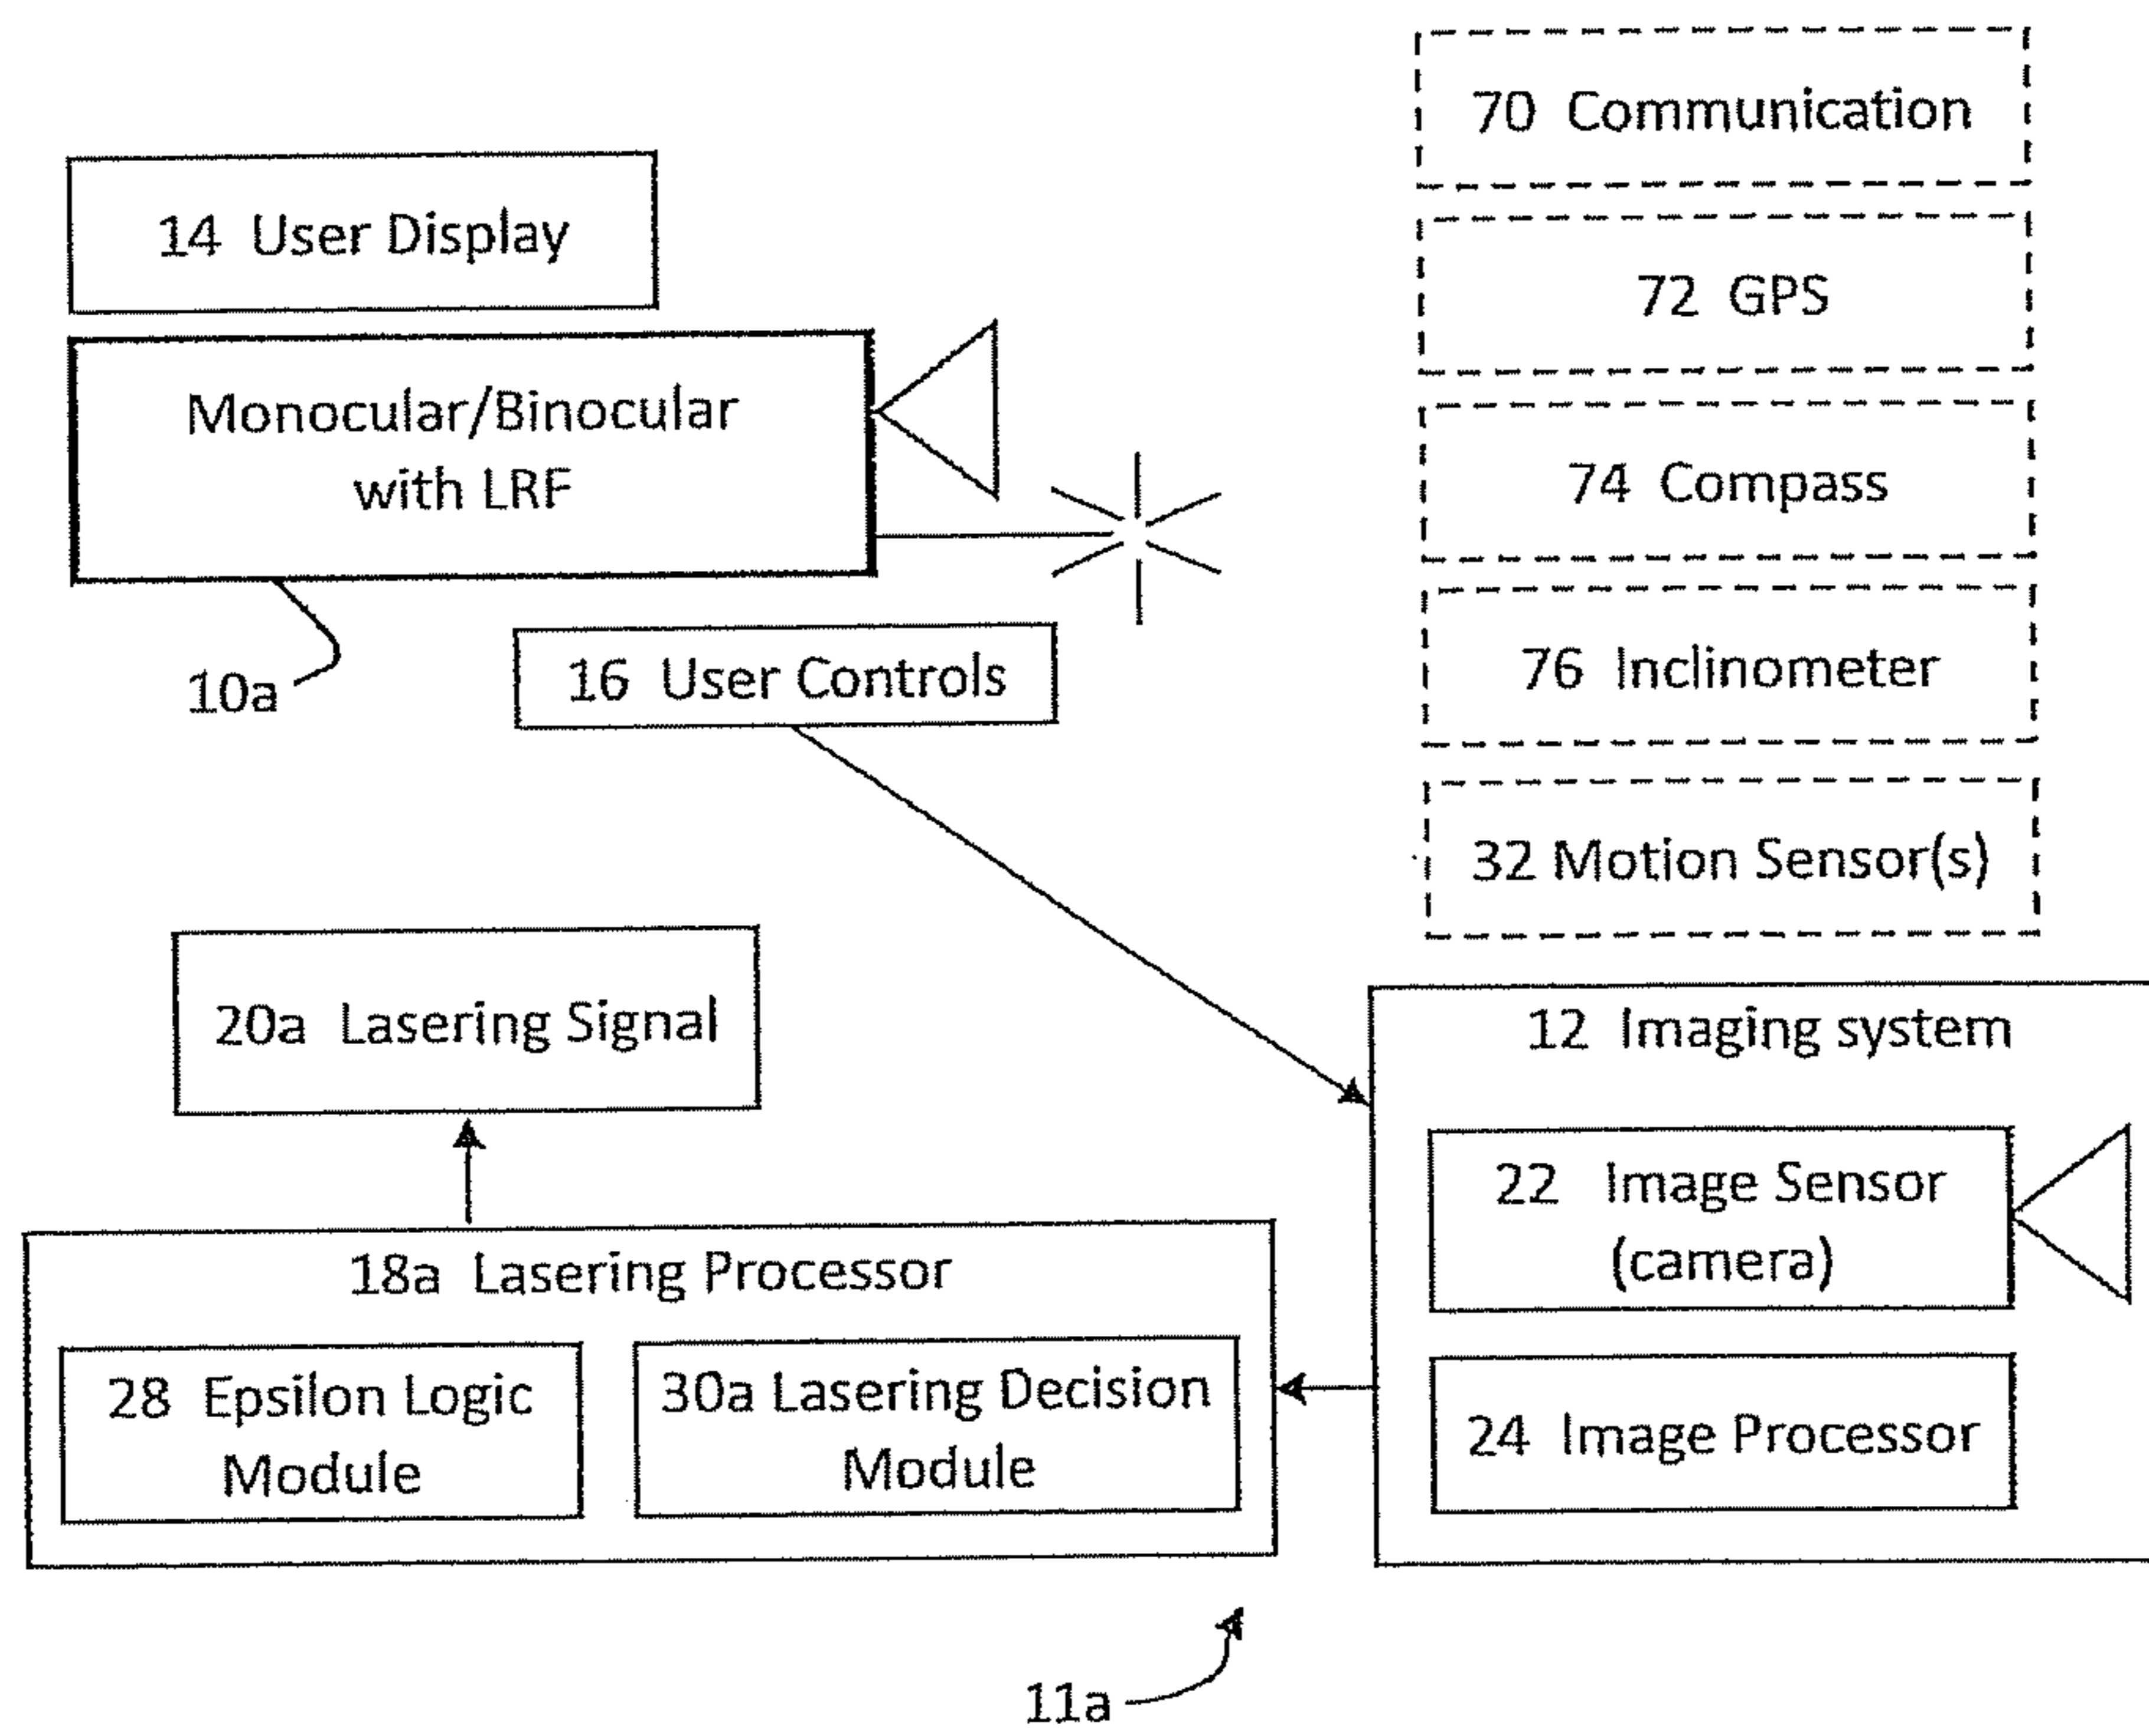 70 Communication
14 User Display
72 GPS
Monocular/Binocular
with LRF
74 Compass
10a
16 User Controls
76 Inclinometer
32 Motion Sensor(s)
20a Lasering Signal
12 Imaging system
22 Image Sensor
(camera)
18a Lasering Processor
28 Epsilon Logic
Module
30a Lasering Decision
Module
24 Image Processor
11a